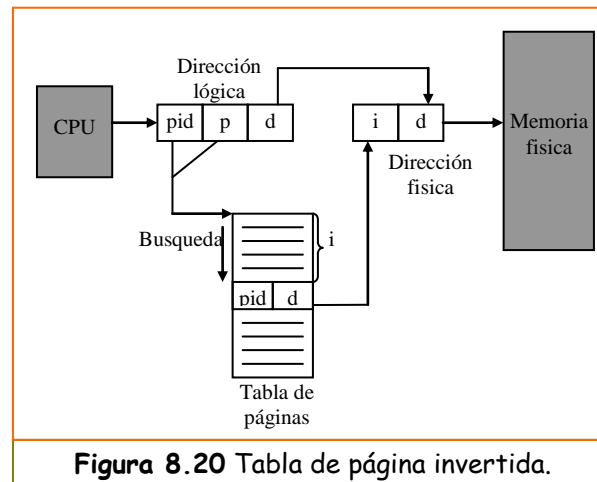 Dirección
lógica
CPU
pid p d
i d
Memoria
fisica
Dirección
fisica
Busqueda
i
pid d
Tabla de
páginas
Figura 8.20 Tabla de página invertida.